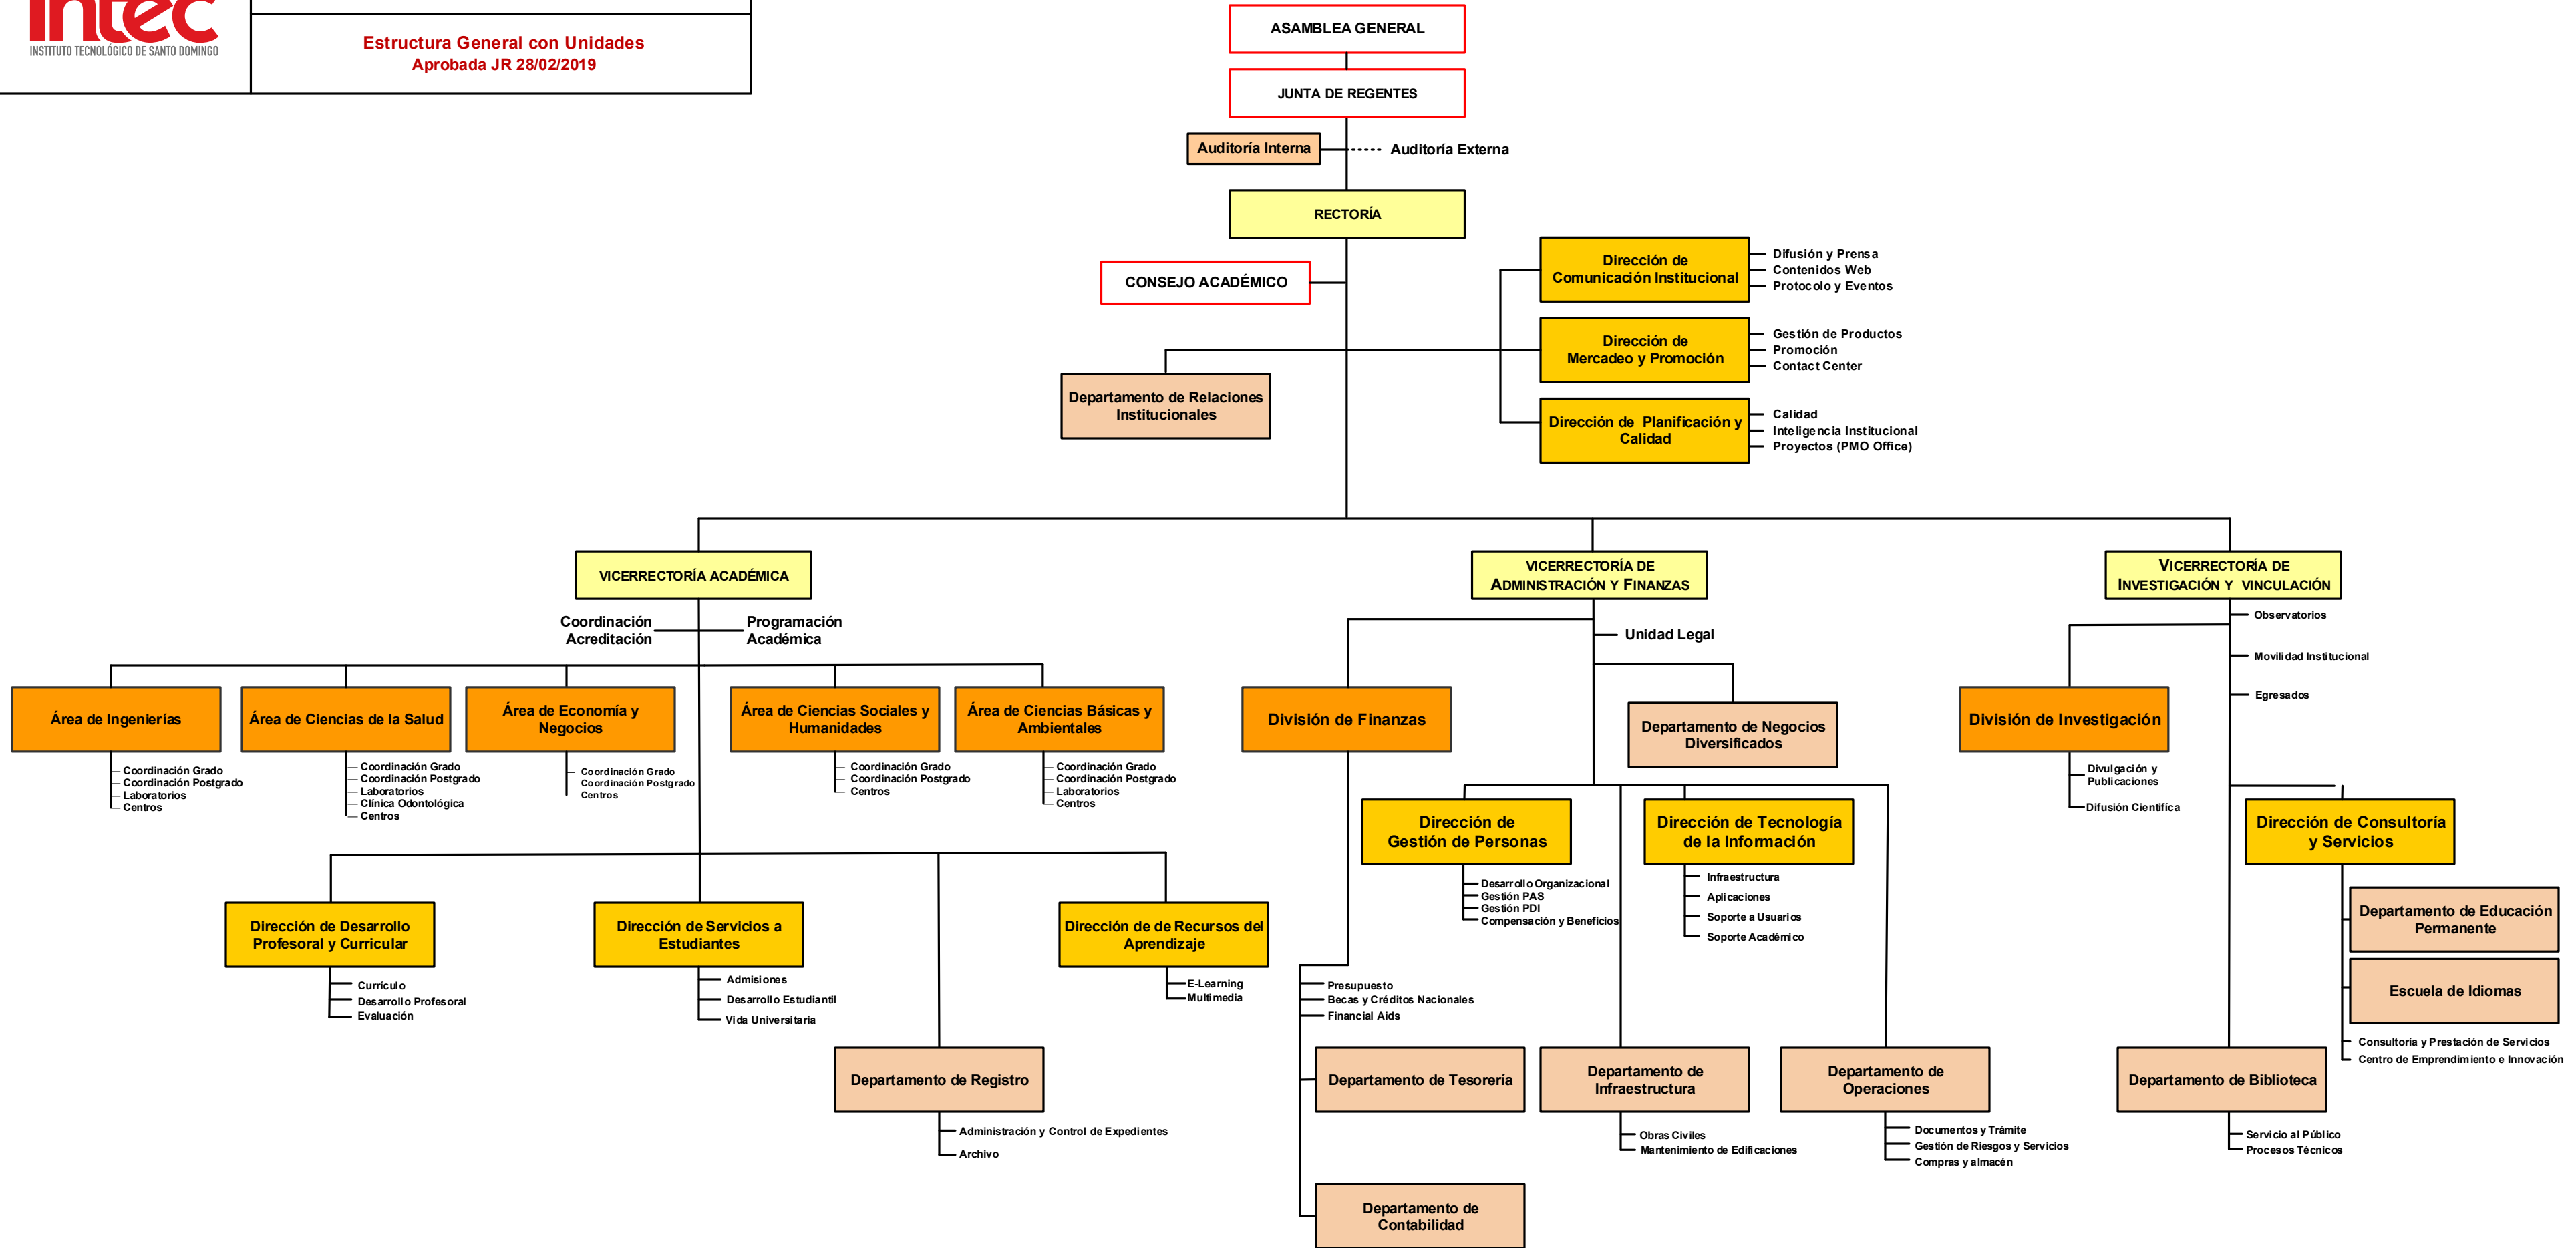 intec
INSTITUTO TECNOLÓGICO DE SANTO DOMINGO
Estructura General con Unidades
Aprobada JR 28/02/2019
ASAMBLEA GENERAL
JUNTA DE REGENTES
Auditoría Interna
Auditoría Externa
RECTORÍA
CONSEJO ACADÉMICO
Dirección de
Comunicación Institucional
Difusión y Prensa
Contenidos Web
Protocolo y Eventos
Dirección de
Mercadeo y Promoción
Gestión de Productos
Promoción
Contact Center
Departamento de Relaciones
Institucionales
Dirección de Planificación y
Calidad
Calidad
Inteligencia Institucional
Proyectos (PMO Office)
VICERRECTORÍA ACADÉMICA
Coordinación
Acreditación
Programación
Académica
Área de Ingenierías
Coordinación Grado
Coordinación Postgrado
Laboratorios
Centros
Área de Ciencias de la Salud
Coordinación Grado
Coordinación Postgrado
Laboratorios
Clínica Odontológica
Centros
Área de Economía y
Negocios
Coordinación Grado
Coordinación Postgrado
Centros
Área de Ciencias Sociales y
Humanidades
Coordinación Grado
Coordinación Postgrado
Centros
Área de Ciencias Básicas y
Ambientales
Coordinación Grado
Coordinación Postgrado
Laboratorios
Centros
Dirección de Desarrollo
Profesoral y Curricular
Currículo
Desarrollo Profesoral
Evaluación
Dirección de Servicios a
Estudiantes
Admisiones
Desarrollo Estudiantil
Vida Universitaria
Departamento de Registro
Administración y Control de Expedientes
Archivo
Dirección de de Recursos del
Aprendizaje
E-Learning
Multimedia
VICERRECTORÍA DE
ADMINISTRACIÓN Y FINANZAS
Unidad Legal
División de Finanzas
Presupuesto
Becas y Créditos Nacionales
Financial Aids
Departamento de Tesorería
Departamento de
Contabilidad
Departamento de Negocios
Diversificados
Dirección de
Gestión de Personas
Desarrollo Organizacional
Gestión PAS
Gestión PDI
Compensación y Beneficios
Dirección de Tecnología
de la Información
Infraestructura
Aplicaciones
Soporte a Usuarios
Soporte Académico
Departamento de
Infraestructura
Obras Civiles
Mantenimiento de Edificaciones
Departamento de
Operaciones
Documentos y Trámite
Gestión de Riesgos y Servicios
Compras y almacén
VICERRECTORÍA DE
INVESTIGACIÓN Y VINCULACIÓN
Observatorios
Movilidad Institucional
Egresados
División de Investigación
Divulgación y
Publicaciones
Difusión Cientifíca
Dirección de Consultoría
y Servicios
Departamento de Educación
Permanente
Escuela de Idiomas
Consultoría y Prestación de Servicios
Centro de Emprendimiento e Innovación
Departamento de Biblioteca
Servicio al Público
Procesos Técnicos